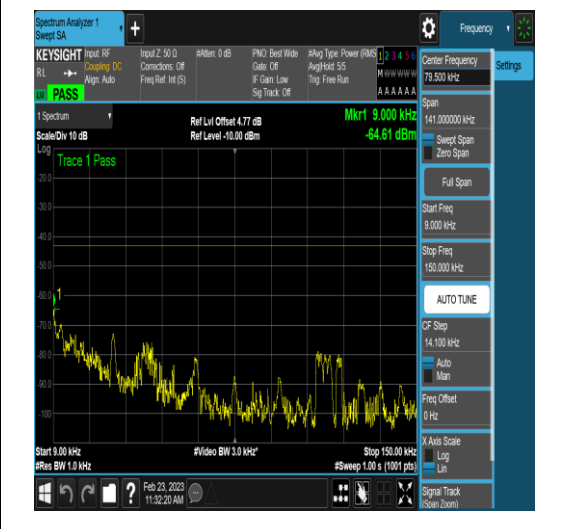 Spectrum Analyzer 1
Swept SA
+
Frequency
KEYSIGHT
RL
Input: RF
Coupling: DC
Align: Auto
Input Z: 50 Ω
Corrections: Off
Freq Ref: Int (S)
#Atten: 0 dB
PNO: Best Wide
Gate: Off
IF Gain: Low
Sig Track: Off
#Avg Type: Power (RMS
Avg|Hold: 5/5
Trig: Free Run
1 2 3 4 5 6
M w w w w w
A A A A A A
PASS
1 Spectrum
Scale/Div 10 dB
Ref Lvl Offset 4.77 dB
Ref Level -10.00 dBm
Mkr1 9.000 kHz
-64.61 dBm
Log
Trace 1 Pass
-20.0
-30.0
-40.0
-50.0
-60.0
-70.0
-80.0
-90.0
-100
1
Start 9.00 kHz
#Res BW 1.0 kHz
#Video BW 3.0 kHz*
Stop 150.00 kHz
#Sweep 1.00 s (1001 pts)
Feb 23, 2023
11:32:20 AM
?
Center Frequency
79.500 kHz
Span
141.000000 kHz
Swept Span
Zero Span
Full Span
Start Freq
9.000 kHz
Stop Freq
150.000 kHz
AUTO TUNE
CF Step
14.100 kHz
Auto
Man
Freq Offset
0 Hz
X Axis Scale
Log
Lin
Signal Track
(Span Zoom)
Settings